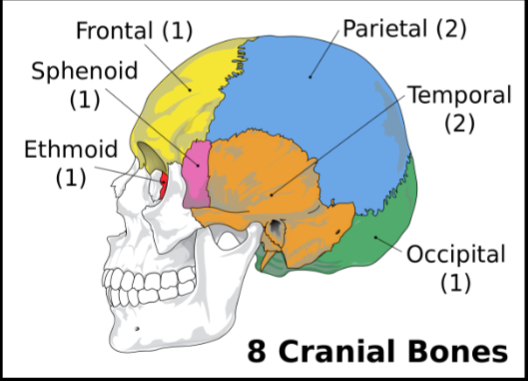 Frontal (1)
Parietal (2)
Sphenoid
(1)
Temporal
(2)
Ethmoid
(1)
Occipital
(1)
8 Cranial Bones